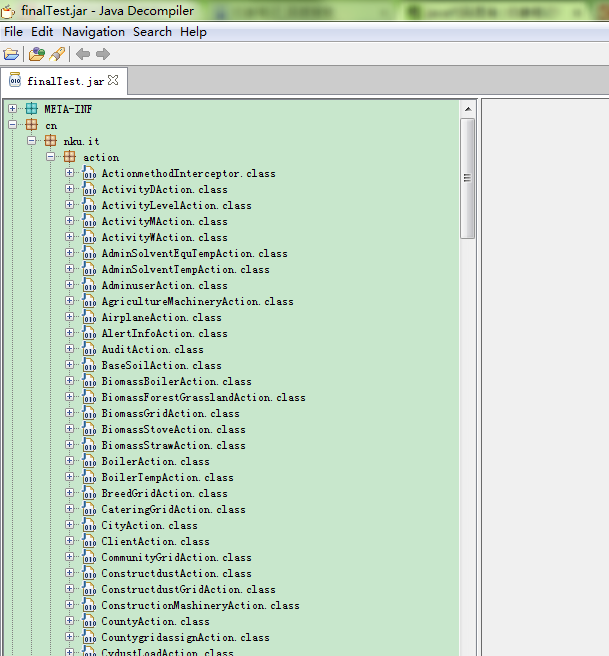 finalTest.jar - Java Decompiler
File Edit Navigation Search Help
finalTest.jar
META-INF
cn
nku.it
action
ActionmethodInterceptor.class
ActivityDAction.class
ActivityLevelAction.class
ActivityMAction.class
ActivityWAction.class
AdminSolventEquTempAction.class
AdminSolventTempAction.class
AdminuserAction.class
AgricultureMachineryAction.class
AirplaneAction.class
AlertInfoAction.class
AuditAction.class
BaseSoilAction.class
BiomassBoilerAction.class
BiomassForestGrasslandAction.class
BiomassGridAction.class
BiomassStoveAction.class
BiomassStrawAction.class
BoilerAction.class
BoilerTempAction.class
BreedGridAction.class
CateringGridAction.class
CityAction.class
ClientAction.class
CommunityGridAction.class
ConstructdustAction.class
ConstructdustGridAction.class
ConstructionMashineryAction.class
CountyAction.class
CountygridassignAction.class
CydustLoadAction.class